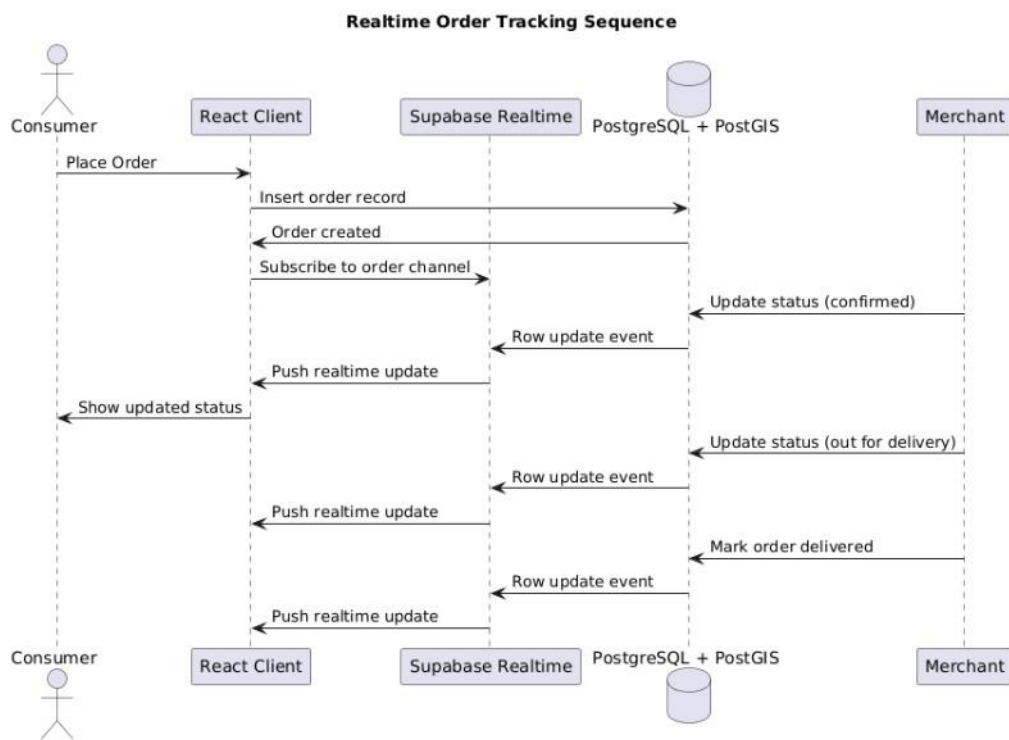 Realtime Order Tracking Sequence
Consumer
React Client
Supabase Realtime
PostgreSQL + PostGIS
Merchant
Place Order
Insert order record
Order created
Subscribe to order channel
Update status (confirmed)
Row update event
Push realtime update
Show updated status
Update status (out for delivery)
Row update event
Push realtime update
Mark order delivered
Row update event
Push realtime update
Consumer
React Client
Supabase Realtime
PostgreSQL + PostGIS
Merchant